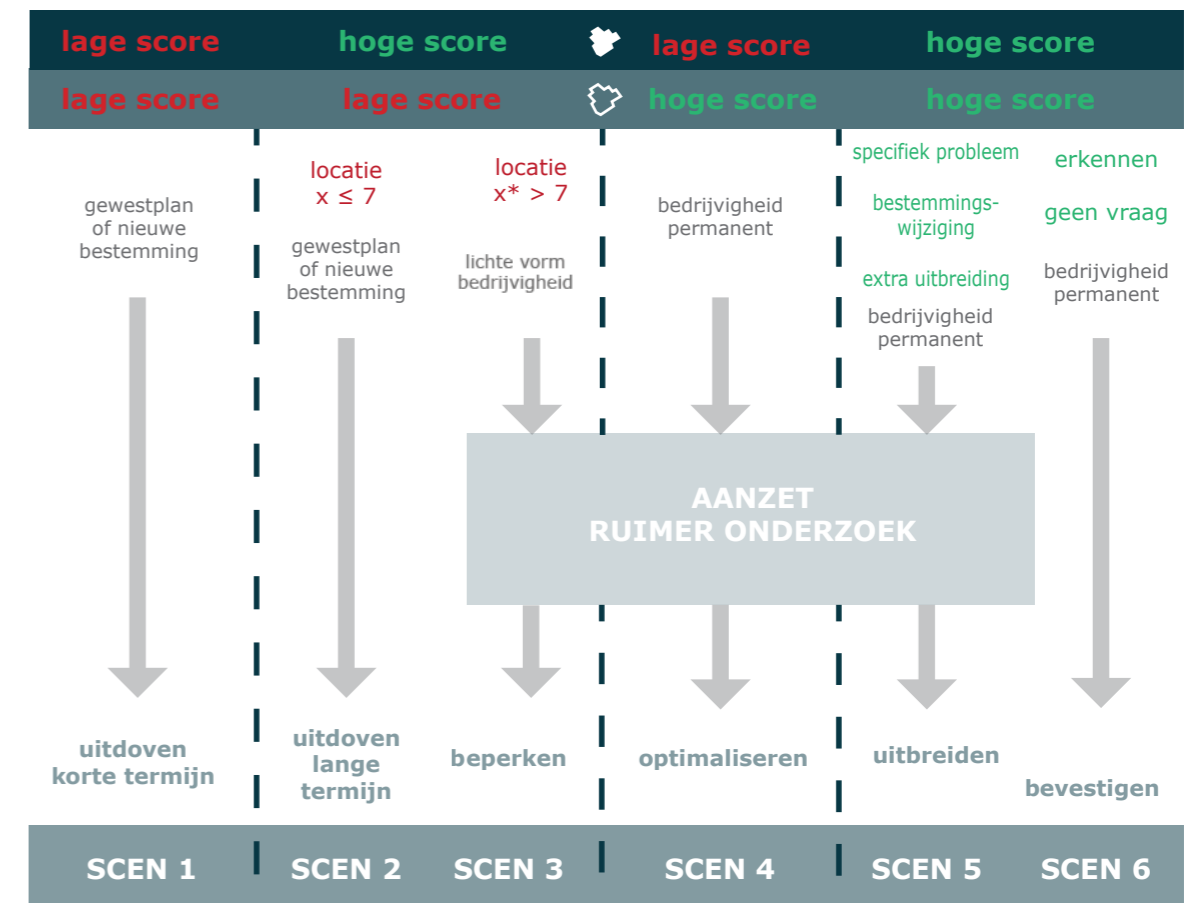 lage score
hoge score
lage score
hoge score
lage score
lage score
hoge score
hoge score
gewestplan
of nieuwe
bestemming
locatie
x ≤ 7
gewestplan
of nieuwe
bestemming
locatie
x* > 7
lichte vorm
bedrijvigheid
bedrijvigheid
permanent
specifiek probleem
bestemmings-
wijziging
extra uitbreiding
bedrijvigheid
permanent
erkennen
geen vraag
bedrijvigheid
permanent
AANZET
RUIMER ONDERZOEK
uitdoven
korte termijn
uitdoven
lange
termijn
beperken
optimaliseren
uitbreiden
bevestigen
SCEN 1
SCEN 2
SCEN 3
SCEN 4
SCEN 5
SCEN 6